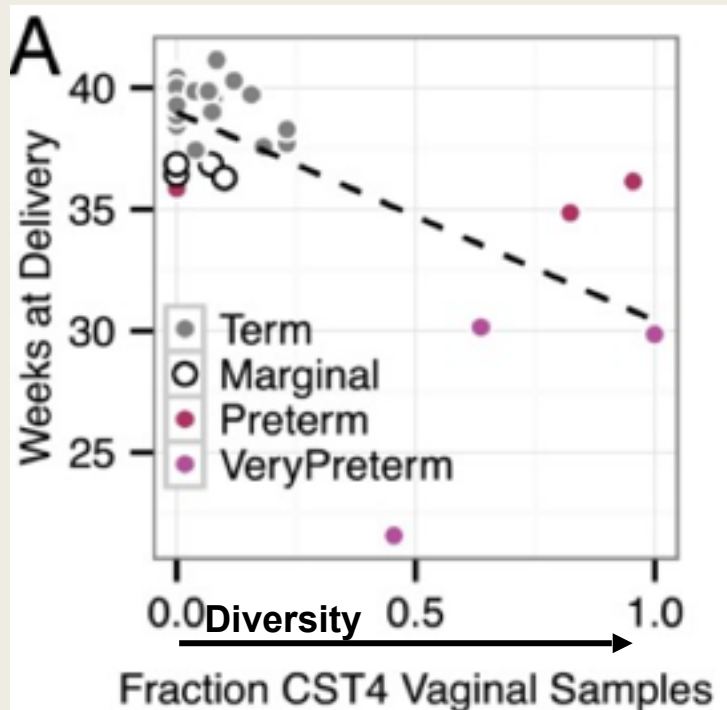 A
40
35
30
25
Weeks at Delivery
Term
Marginal
Preterm
VeryPreterm
0.0 0.5 1.0
Diversity
Fraction CST4 Vaginal Samples